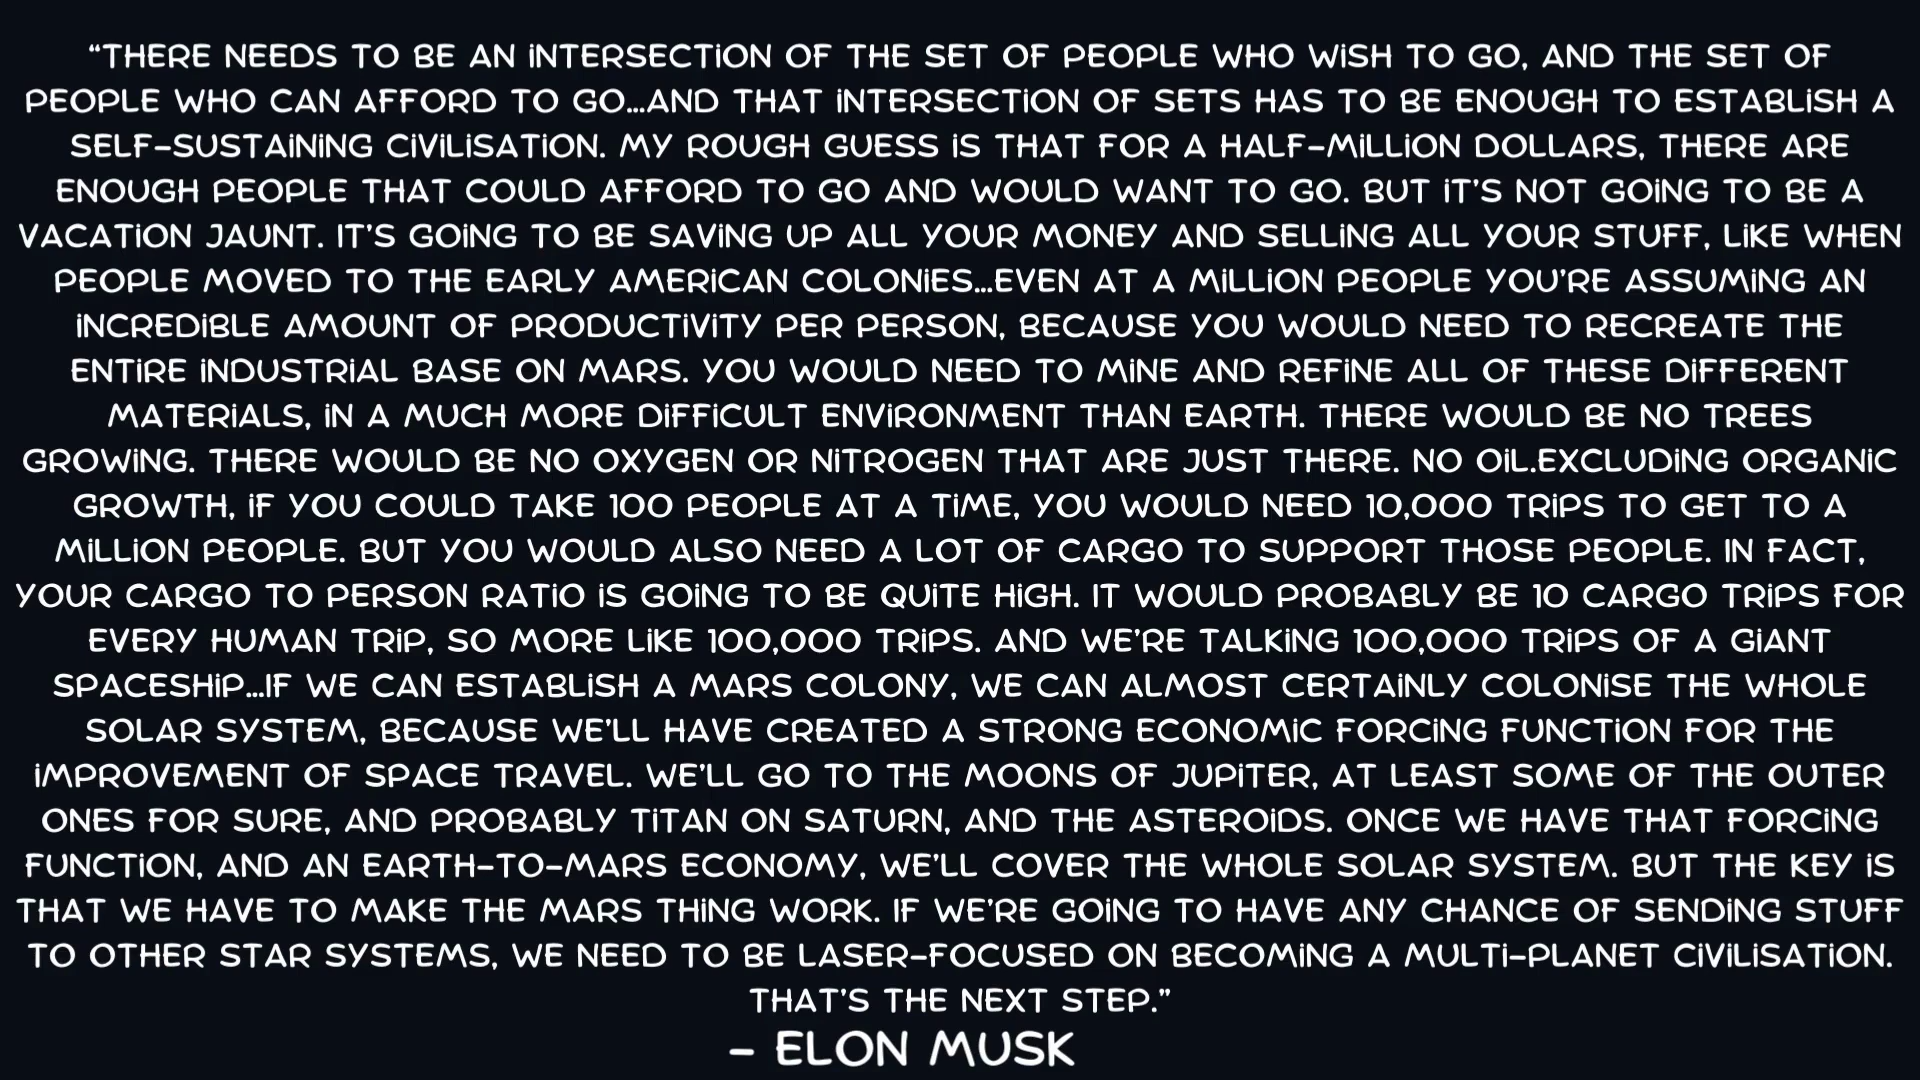 “THERE NEEDS TO BE AN INTERSECTION OF THE SET OF PEOPLE WHO WISH TO GO, AND THE SET OF
PEOPLE WHO CAN AFFORD TO GO...AND THAT INTERSECTION OF SETS HAS TO BE ENOUGH TO ESTABLISH A
SELF-SUSTAINING CIVILISATION. MY ROUGH GUESS IS THAT FOR A HALF-MILLION DOLLARS, THERE ARE
ENOUGH PEOPLE THAT COULD AFFORD TO GO AND WOULD WANT TO GO. BUT IT'S NOT GOING TO BE A
VACATION JAUNT. IT'S GOING TO BE SAVING UP ALL YOUR MONEY AND SELLING ALL YOUR STUFF, LIKE WHEN
PEOPLE MOVED TO THE EARLY AMERICAN COLONIES...EVEN AT A MILLION PEOPLE YOU'RE ASSUMING AN
INCREDIBLE AMOUNT OF PRODUCTIVITY PER PERSON, BECAUSE YOU WOULD NEED TO RECREATE THE
ENTIRE INDUSTRIAL BASE ON MARS. YOU WOULD NEED TO MINE AND REFINE ALL OF THESE DIFFERENT
MATERIALS, IN A MUCH MORE DIFFICULT ENVIRONMENT THAN EARTH. THERE WOULD BE NO TREES
GROWING. THERE WOULD BE NO OXYGEN OR NITROGEN THAT ARE JUST THERE. NO OIL.EXCLUDING ORGANIC
GROWTH, IF YOU COULD TAKE 100 PEOPLE AT A TIME, YOU WOULD NEED 10,000 TRIPS TO GET TO A
MILLION PEOPLE. BUT YOU WOULD ALSO NEED A LOT OF CARGO TO SUPPORT THOSE PEOPLE. IN FACT,
YOUR CARGO TO PERSON RATIO IS GOING TO BE QUITE HIGH. IT WOULD PROBABLY BE 10 CARGO TRIPS FOR
EVERY HUMAN TRIP, SO MORE LIKE 100,000 TRIPS. AND WE'RE TALKING 100,000 TRIPS OF A GIANT
SPACESHIP...IF WE CAN ESTABLISH A MARS COLONY, WE CAN ALMOST CERTAINLY COLONISE THE WHOLE
SOLAR SYSTEM, BECAUSE WE'LL HAVE CREATED A STRONG ECONOMIC FORCING FUNCTION FOR THE
IMPROVEMENT OF SPACE TRAVEL. WE'LL GO TO THE MOONS OF JUPITER, AT LEAST SOME OF THE OUTER
ONES FOR SURE, AND PROBABLY TITAN ON SATURN, AND THE ASTEROIDS. ONCE WE HAVE THAT FORCING
FUNCTION, AND AN EARTH-TO-MARS ECONOMY, WE'LL COVER THE WHOLE SOLAR SYSTEM. BUT THE KEY IS
THAT WE HAVE TO MAKE THE MARS THING WORK. IF WE'RE GOING TO HAVE ANY CHANCE OF SENDING STUFF
TO OTHER STAR SYSTEMS, WE NEED TO BE LASER-FOCUSED ON BECOMING A MULTI-PLANET CIVILISATION.
THAT'S THE NEXT STEP.”
- ELON MUSK